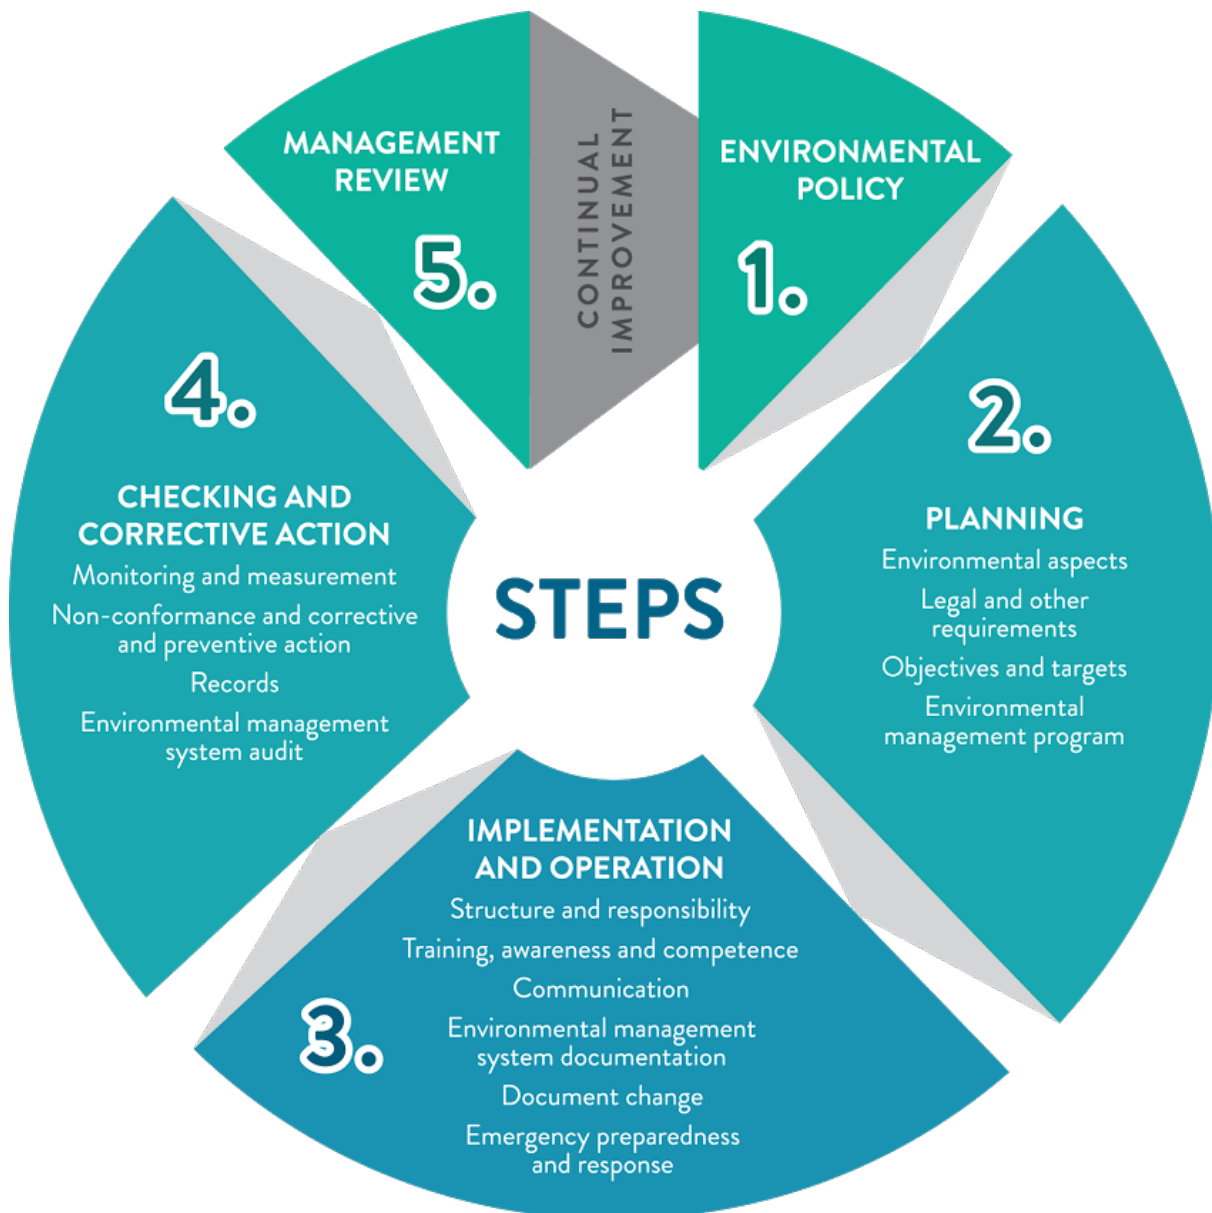 STEPS
ENVIRONMENTAL
POLICY
1.
2.
PLANNING
Environmental aspects
Legal and other
requirements
Objectives and targets
Environmental
management program
IMPLEMENTATION
AND OPERATION
Structure and responsibility
Training, awareness and competence
Communication
Environmental management
system documentation
Document change
Emergency preparedness
and response
3.
4.
CHECKING AND
CORRECTIVE ACTION
Monitoring and measurement
Non-conformance and corrective
and preventive action
Records
Environmental management
system audit
MANAGEMENT
REVIEW
5.
CONTINUAL
IMPROVEMENT